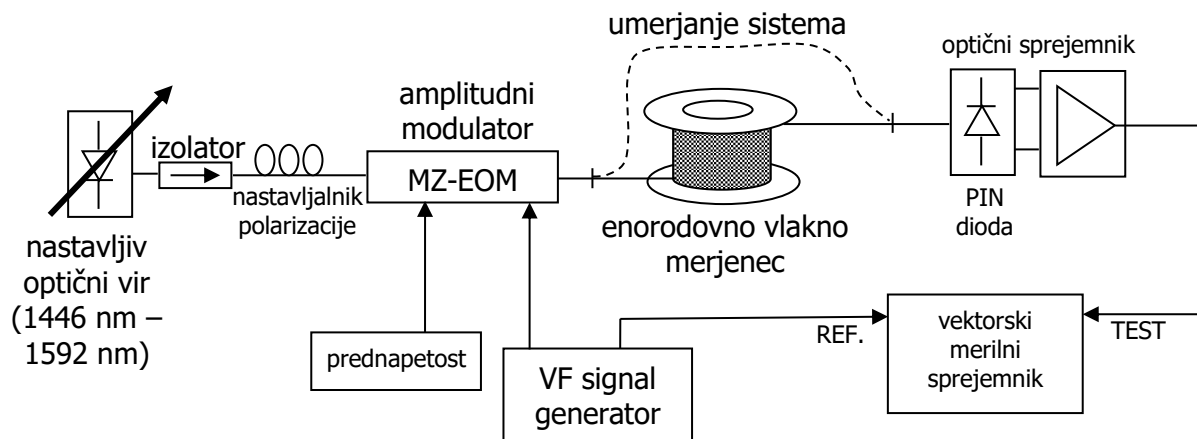 umerjanje sistema
optični sprejemnik
amplitudni
modulator
izolator
MZ-EOM
nastavljalnik
polarizacije
PIN
dioda
enorodovno vlakno
merjenec
nastavljiv
optični vir
(1446 nm –
1592 nm)
prednapetost
VF signal
generator
REF.
vektorski
merilni
sprejemnik
TEST